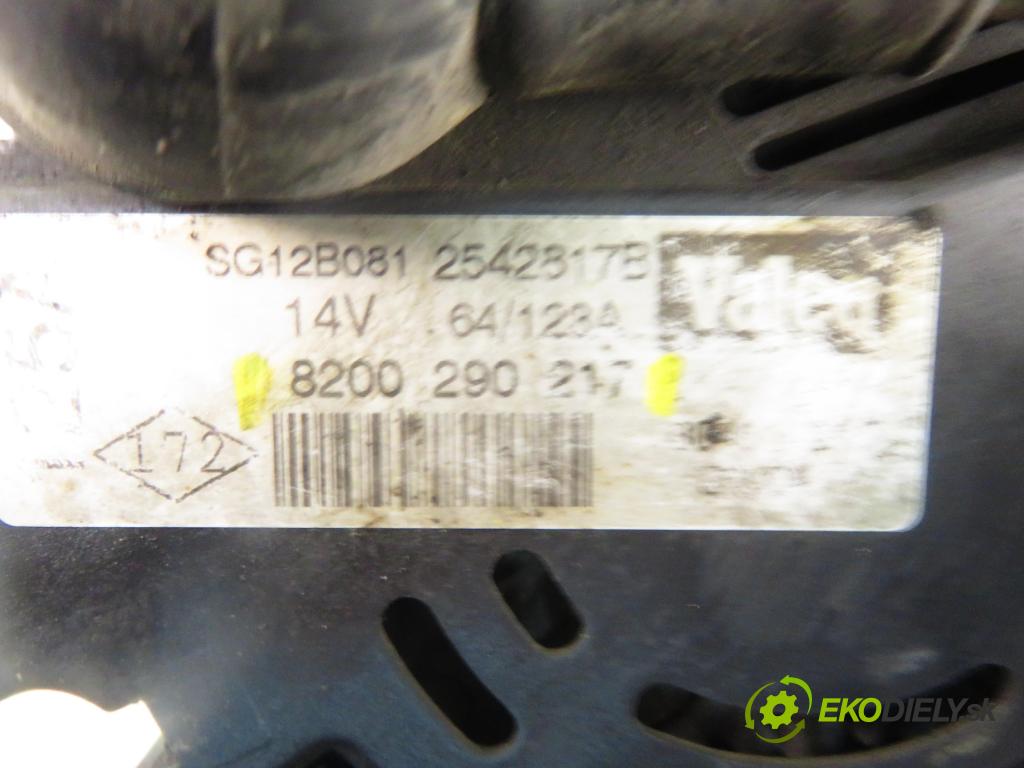 SG12B081 2542817B Valeo
14V 64/123A
8200 290 217
172
EKODIELY.sk